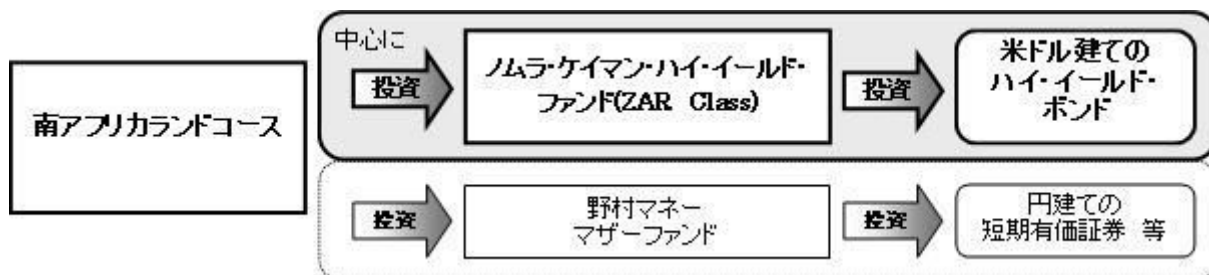 南アフリカランドコース
中心に
投資
ノムラ・ケイマン・ハイ・イールド・
ファンド(ZAR Class)
投資
米ドル建ての
ハイ・イールド・
ボンド
投資
野村マネー
マザーファンド
投資
円建ての
短期有価証券 等